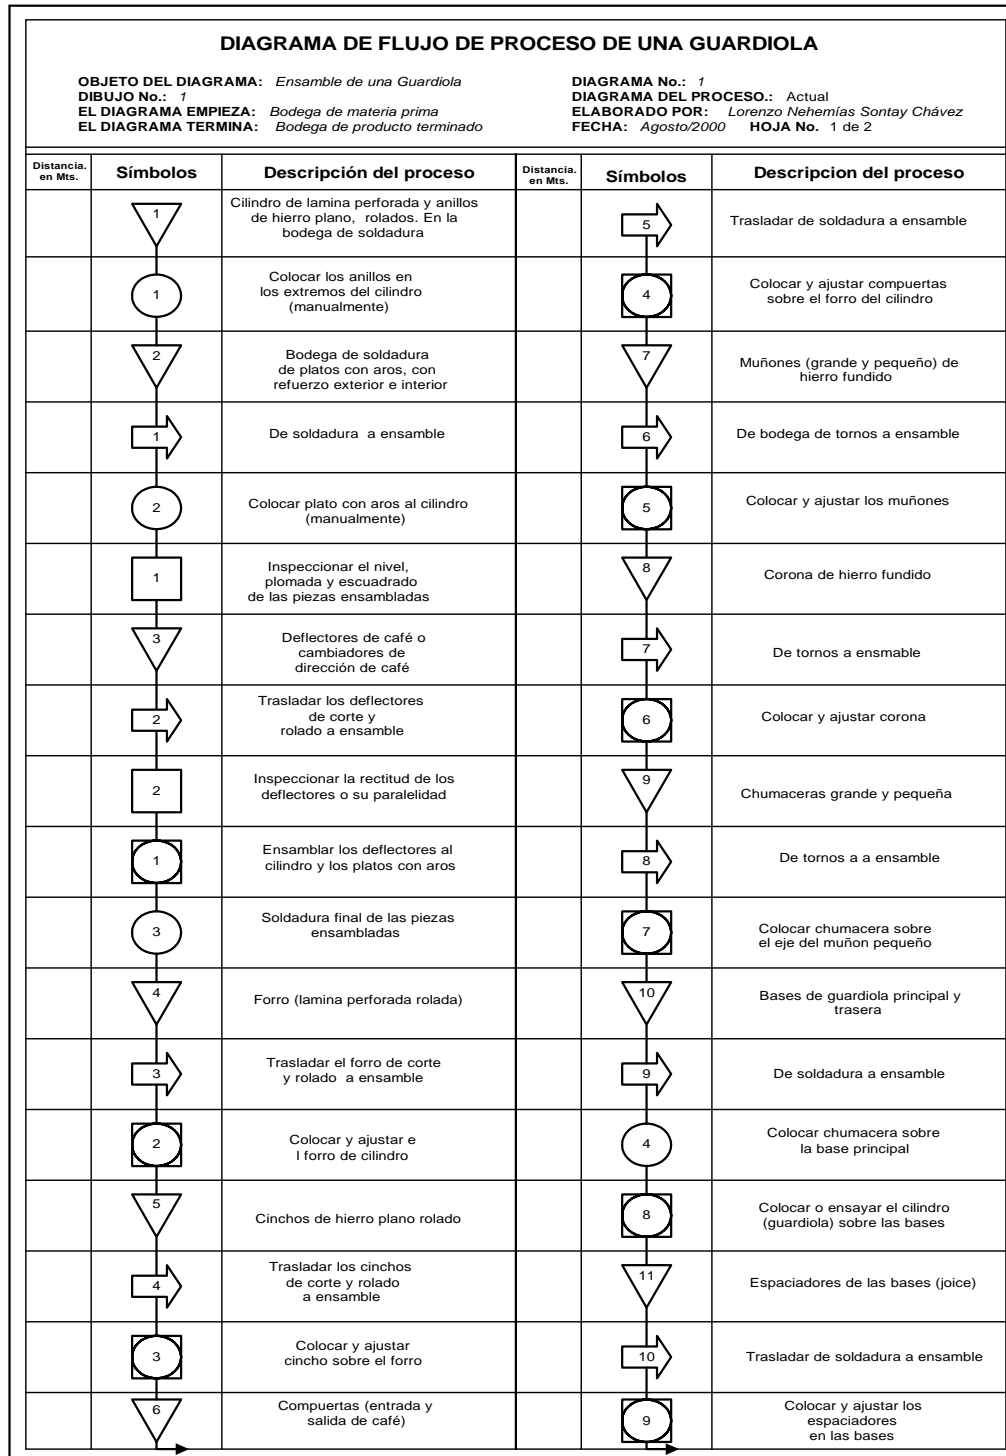 DIAGRAMA DE FLUJO DE PROCESO DE UNA GUARDIOLA
OBJETO DEL DIAGRAMA: Ensamble de una Guardiola
DIBUJO No.: 1
EL DIAGRAMA EMPIEZA: Bodega de materia prima
EL DIAGRAMA TERMINA: Bodega de producto terminado
DIAGRAMA No.: 1
DIAGRAMA DEL PROCESO.: Actual
ELABORADO POR: Lorenzo Nehemías Sontay Chávez
FECHA: Agosto/2000 HOJA No. 1 de 2
Distancia.
en Mts.
Símbolos
Descripción del proceso
1
Cilindro de lamina perforada y anillos
de hierro plano, rolados. En la
bodega de soldadura
1
Colocar los anillos en
los extremos del cilindro
(manualmente)
2
Bodega de soldadura
de platos con aros, con
refuerzo exterior e interior
1
De soldadura a ensamble
2
Colocar plato con aros al cilindro
(manualmente)
1
Inspeccionar el nivel,
plomada y escuadrado
de las piezas ensambladas
3
Deflectores de café o
cambiadores de
dirección de café
2
Trasladar los deflectores
de corte y
rolado a ensamble
2
Inspeccionar la rectitud de los
deflectores o su paralelidad
1
Ensamblar los deflectores al
cilindro y los platos con aros
3
Soldadura final de las piezas
ensambladas
4
Forro (lamina perforada rolada)
3
Trasladar el forro de corte
y rolado a ensamble
2
Colocar y ajustar e
l forro de cilindro
5
Cinchos de hierro plano rolado
4
Trasladar los cinchos
de corte y rolado
a ensamble
3
Colocar y ajustar
cincho sobre el forro
6
Compuertas (entrada y
salida de café)
Distancia.
en Mts.
Símbolos
Descripcion del proceso
5
Trasladar de soldadura a ensamble
4
Colocar y ajustar compuertas
sobre el forro del cilindro
7
Muñones (grande y pequeño) de
hierro fundido
6
De bodega de tornos a ensamble
5
Colocar y ajustar los muñones
8
Corona de hierro fundido
7
De tornos a ensmable
6
Colocar y ajustar corona
9
Chumaceras grande y pequeña
8
De tornos a a ensamble
7
Colocar chumacera sobre
el eje del muñon pequeño
10
Bases de guardiola principal y
trasera
9
De soldadura a ensamble
4
Colocar chumacera sobre
la base principal
8
Colocar o ensayar el cilindro
(guardiola) sobre las bases
11
Espaciadores de las bases (joice)
10
Trasladar de soldadura a ensamble
9
Colocar y ajustar los
espaciadores
en las bases